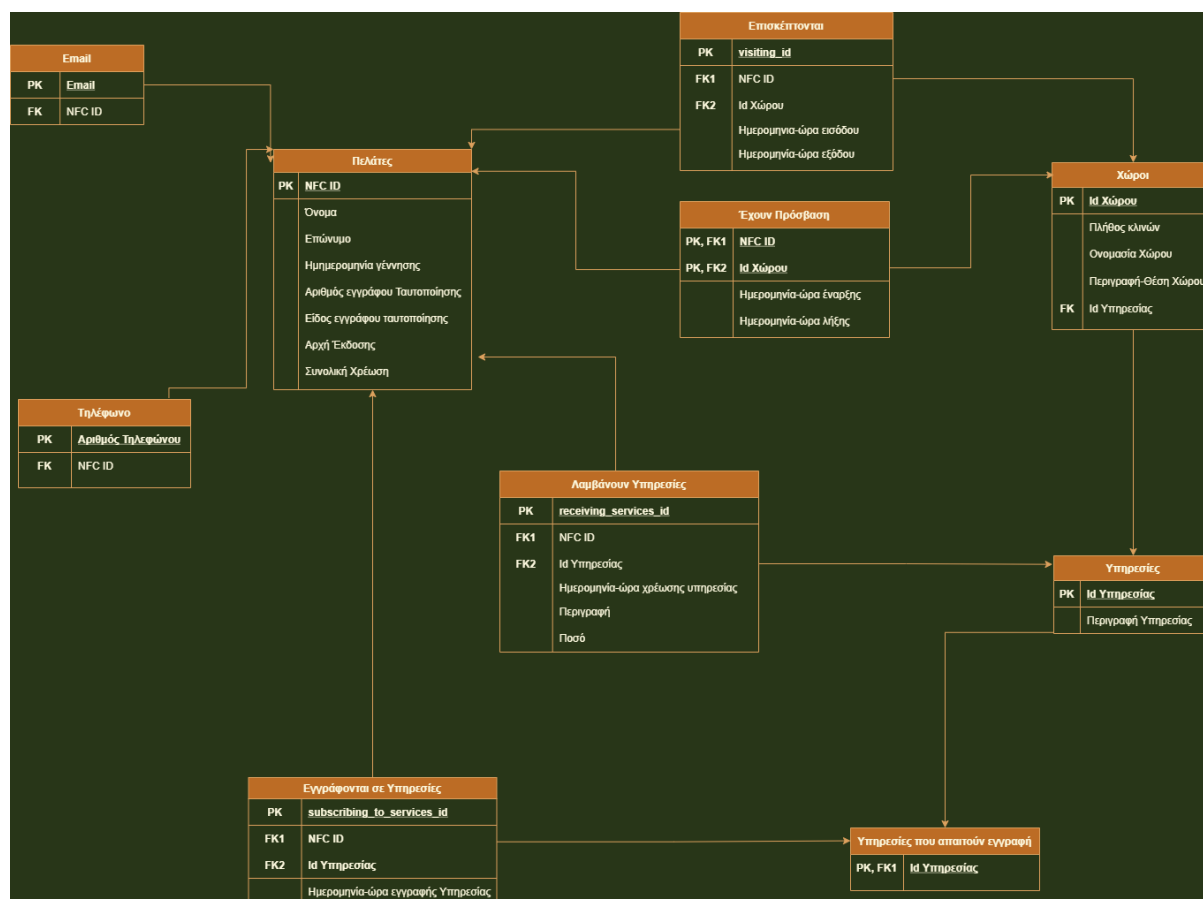 Email
PK Email
FK NFC ID
Επισκέπτονται
PK visiting_id
FK1 NFC ID
FK2 Id Χώρου
Ημερομηνια-ώρα εισόδου
Ημερομηνία-ώρα εξόδου
Πελάτες
PK NFC ID
Όνομα
Επώνυμο
Ημημερομηνία γέννησης
Αριθμός εγγράφου Ταυτοποίησης
Είδος εγγράφου ταυτοποίησης
Αρχή Έκδοσης
Συνολική Χρέωση
Έχουν Πρόσβαση
PK, FK1 NFC ID
PK, FK2 Id Χώρου
Ημερομηνία-ώρα έναρξης
Ημερομηνία-ώρα λήξης
Χώροι
PK Id Χώρου
Πλήθος κλινών
Ονομασία Χώρου
Περιγραφή-Θέση Χώρου
FK Id Υπηρεσίας
Τηλέφωνο
PK Αριθμός Τηλεφώνου
FK NFC ID
Λαμβάνουν Υπηρεσίες
PK receiving_services_id
FK1 NFC ID
FK2 Id Υπηρεσίας
Ημερομηνία-ώρα χρέωσης υπηρεσίας
Περιγραφή
Ποσό
Υπηρεσίες
PK Id Υπηρεσίας
Περιγραφή Υπηρεσίας
Εγγράφονται σε Υπηρεσίες
PK subscribing_to_services_id
FK1 NFC ID
FK2 Id Υπηρεσίας
Ημερομηνία-ώρα εγγραφής Υπηρεσίας
Υπηρεσίες που απαιτούν εγγραφή
PK, FK1 Id Υπηρεσίας